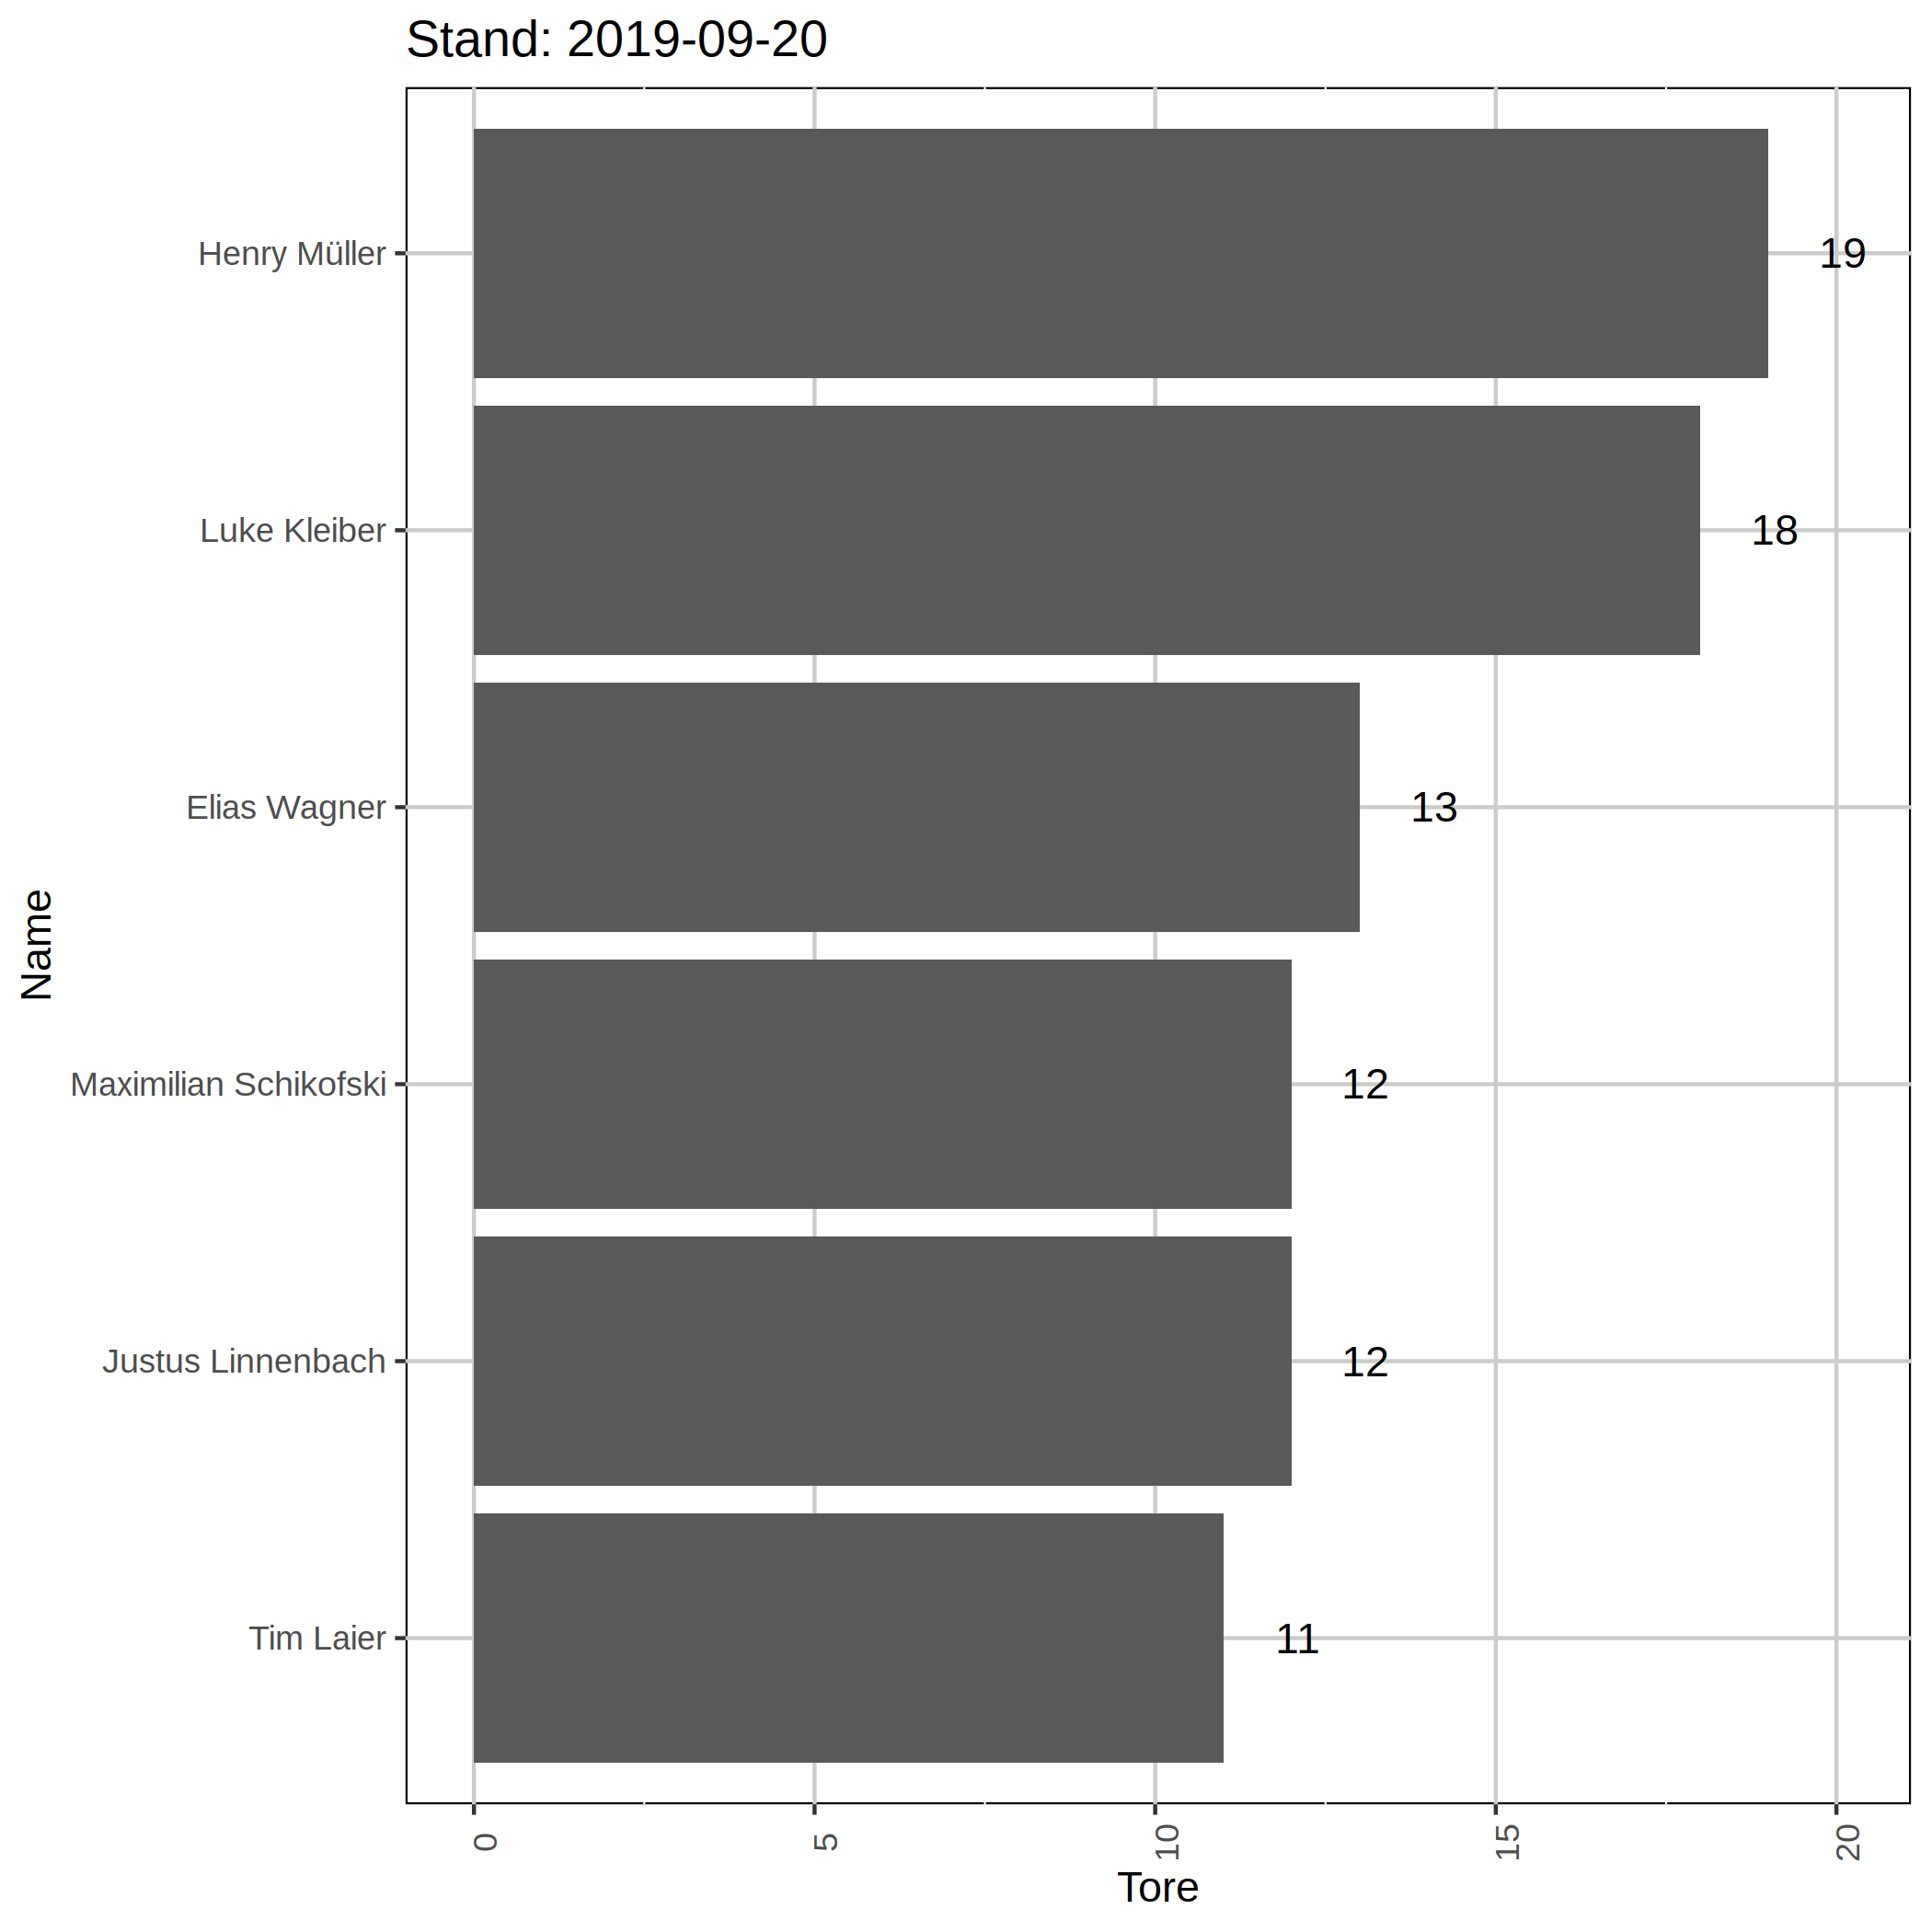 Stand: 2019-09-20
Henry Müller
19
Luke Kleiber
18
Elias Wagner
13
Name
Maximilian Schikofski
12
Justus Linnenbach
12
Tim Laier
11
0 5 10 15 20
Tore